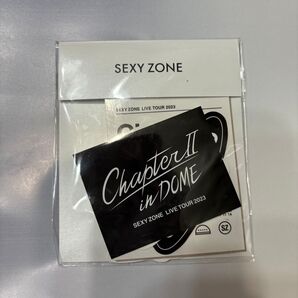 SEXY ZONE
SEXY ZONE LIVE TOUR 2023
Chapter II
in DOME
SEXY ZONE LIVE TOUR 2023
SZ